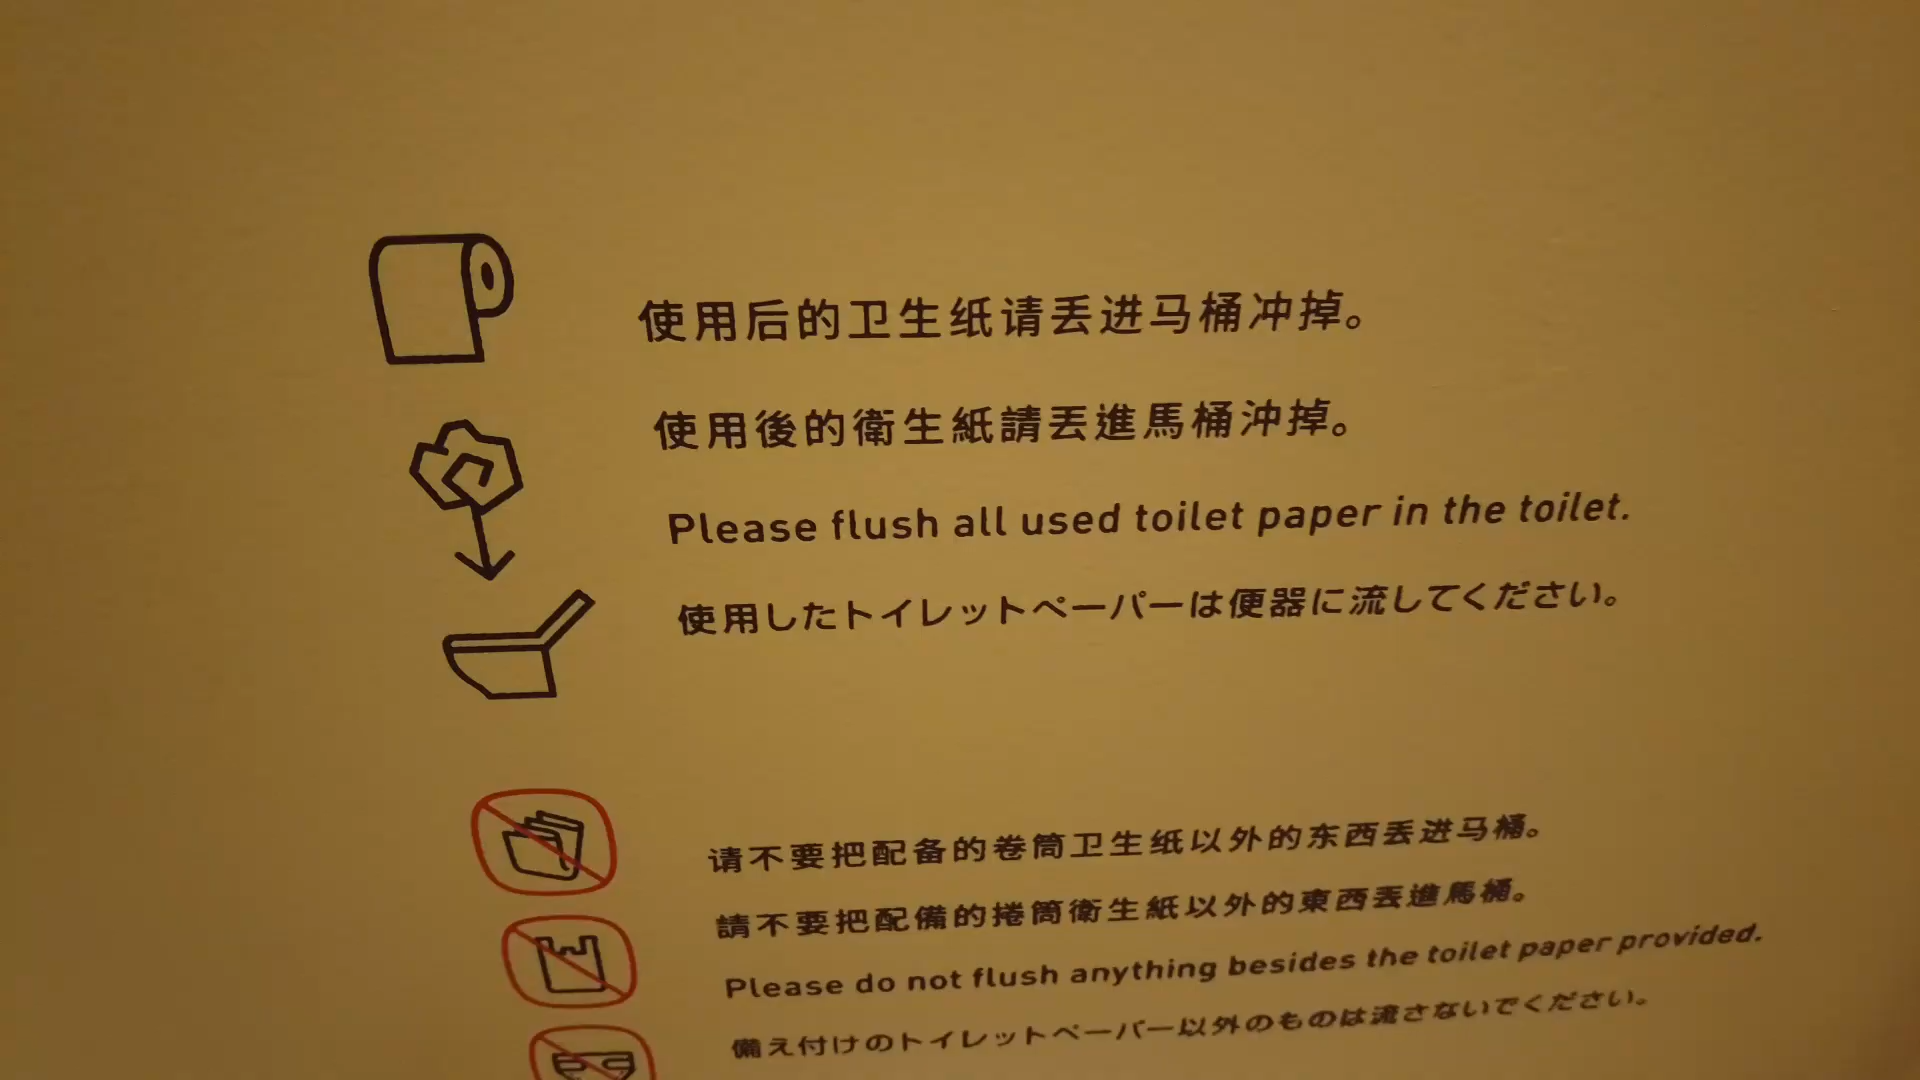 使用后的卫生纸请丢进马桶冲掉。
使用後的衛生紙請丟進馬桶沖掉。
Please flush all used toilet paper in the toilet.
使用したトイレットペーパーは便器に流してください。
请不要把配备的卷筒卫生纸以外的东西丢进马桶。
請不要把配備的捲筒衛生紙以外的東西丟進馬桶。
Please do not flush anything besides the toilet paper provided.
備え付けのトイレットペーパー以外のものは流さないでください。